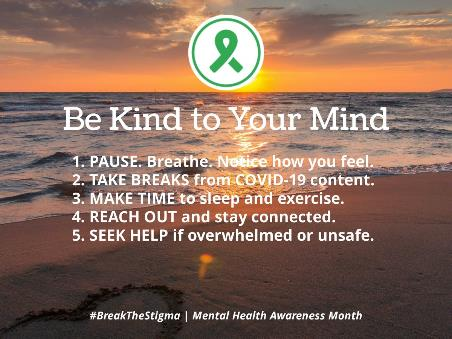 Be Kind to Your Mind
1. PAUSE. Breathe. Notice how you feel.
2. TAKE BREAKS from COVID-19 content.
3. MAKE TIME to sleep and exercise.
4. REACH OUT and stay connected.
5. SEEK HELP if overwhelmed or unsafe.
#BreakTheStigma | Mental Health Awareness Month